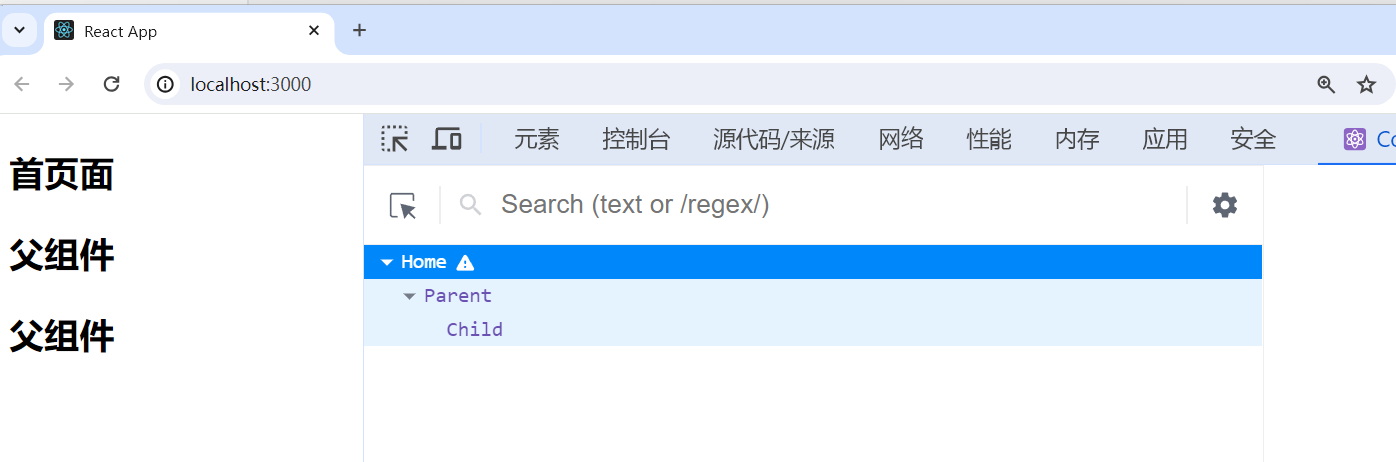 React App
localhost:3000
首页面
父组件
父组件
元素 控制台 源代码/来源 网络 性能 内存 应用 安全 Co
Search (text or /regex/)
Home
Parent
Child